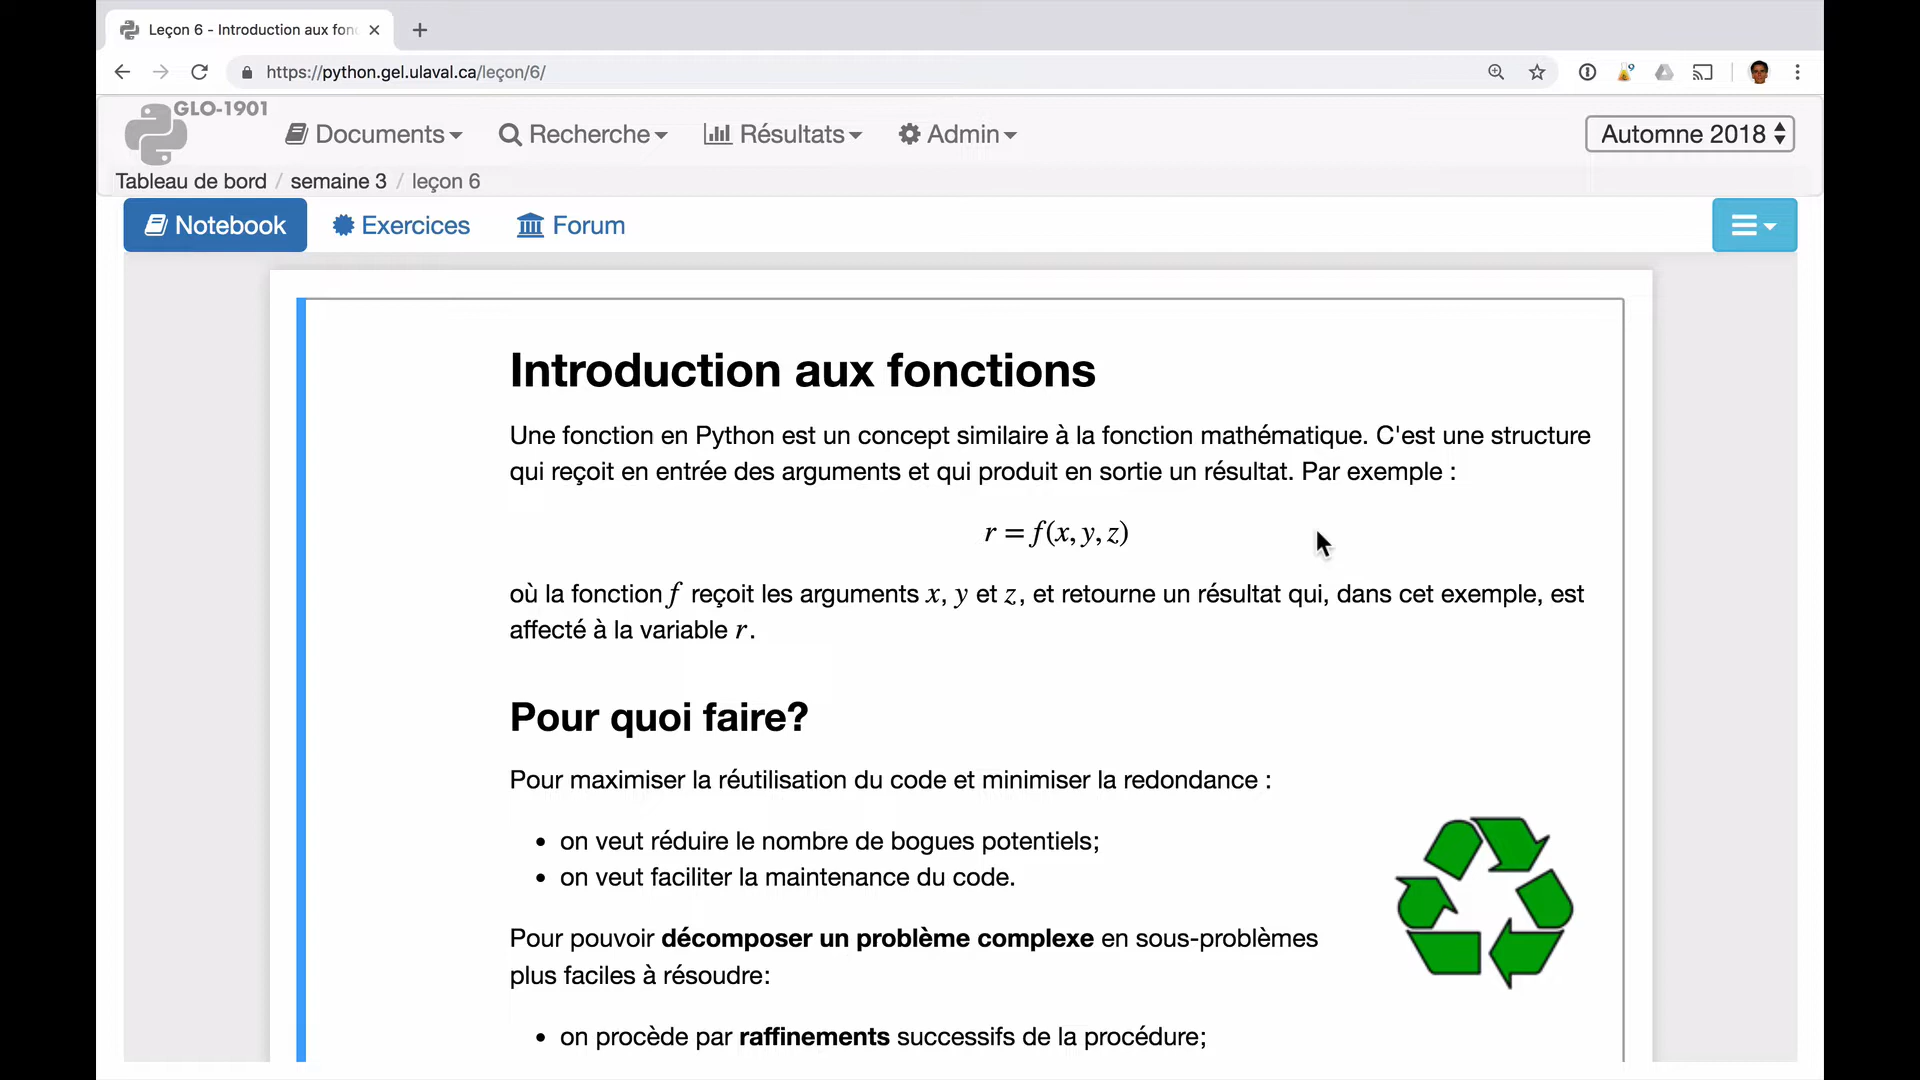 Leçon 6 - Introduction aux fon
https://python.gel.ulaval.ca/leçon/6/
GLO-1901
Documents
Recherche
Résultats
Admin
Automne 2018
Tableau de bord / semaine 3 / leçon 6
Notebook
Exercices
Forum
Introduction aux fonctions
Une fonction en Python est un concept similaire à la fonction mathématique. C'est une structure
qui reçoit en entrée des arguments et qui produit en sortie un résultat. Par exemple :
r = f(x, y, z)
où la fonction f reçoit les arguments x, y et z, et retourne un résultat qui, dans cet exemple, est
affecté à la variable r.
Pour quoi faire?
Pour maximiser la réutilisation du code et minimiser la redondance :
• on veut réduire le nombre de bogues potentiels;
• on veut faciliter la maintenance du code.
Pour pouvoir décomposer un problème complexe en sous-problèmes
plus faciles à résoudre:
• on procède par raffinements successifs de la procédure;